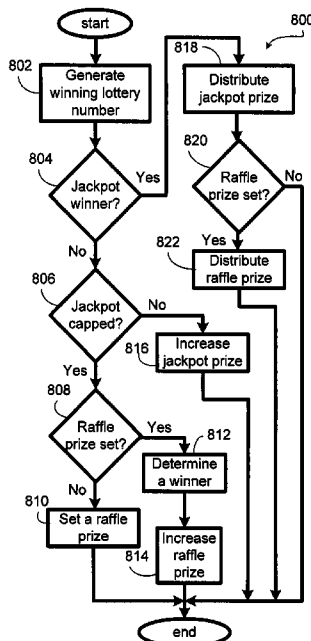 start
800
802
Generate
winning lottery
number
818
Distribute
jackpot prize
804
Jackpot
winner?
Yes
820
Raffle
prize set?
No
No
Yes
822
Distribute
raffle prize
806
Jackpot
capped?
No
816
Increase
jackpot prize
Yes
808
Raffle
prize set?
Yes
812
Determine
a winner
No
810
Set a raffle
prize
814
Increase
raffle
prize
end